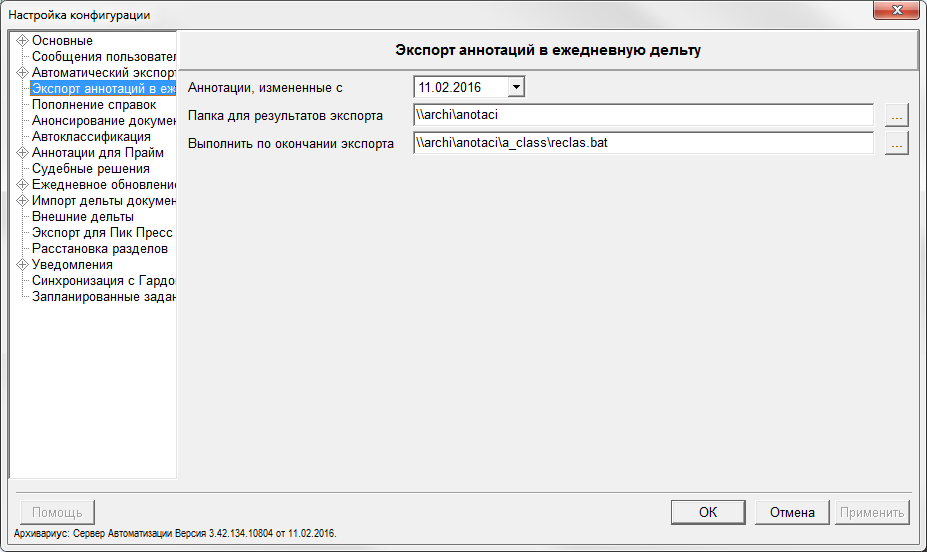 Настройка конфигурации
Основные
Сообщения пользовател
Автоматический экспорт
Экспорт аннотаций в еж
Пополнение справок
Анонсирование докумен
Автоклассификация
Аннотации для Прайм
Судебные решения
Ежедневное обновление
Импорт дельты докумен
Внешние дельты
Экспорт для Пик Пресс
Расстановка разделов
Уведомления
Синхронизация с Гардо
Запланированные задан
Экспорт аннотаций в ежедневную дельту
Аннотации, измененные с 11.02.2016
Папка для результатов экспорта \\archi\anotaci ...
Выполнить по окончании экспорта \\archi\anotaci\a_class\reclas.bat ...
Помощь OK Отмена Применить
Архивариус: Сервер Автоматизации Версия 3.42.134.10804 от 11.02.2016.